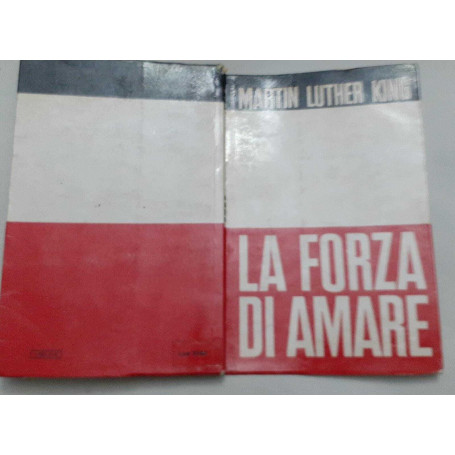 MARTIN LUTHER KING
LA FORZA
DI AMARE